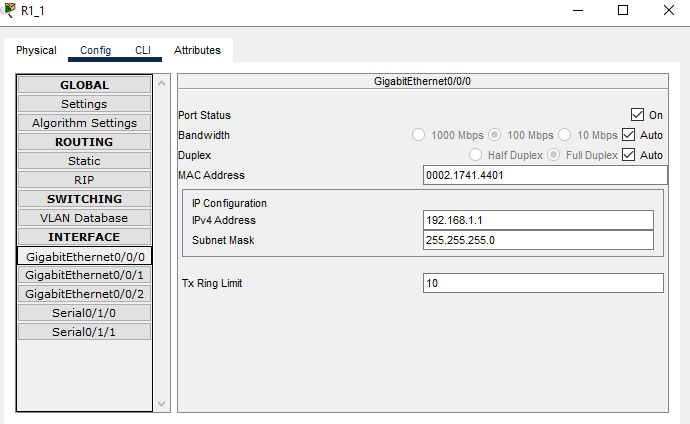 R1_1
Physical Config CLI Attributes
GLOBAL
Settings
Algorithm Settings
ROUTING
Static
RIP
SWITCHING
VLAN Database
INTERFACE
GigabitEthernet0/0/0
GigabitEthernet0/0/1
GigabitEthernet0/0/2
Serial0/1/0
Serial0/1/1
GigabitEthernet0/0/0
Port Status On
Bandwidth 1000 Mbps 100 Mbps 10 Mbps Auto
Duplex Half Duplex Full Duplex Auto
MAC Address 0002.1741.4401
IP Configuration
IPv4 Address 192.168.1.1
Subnet Mask 255.255.255.0
Tx Ring Limit 10